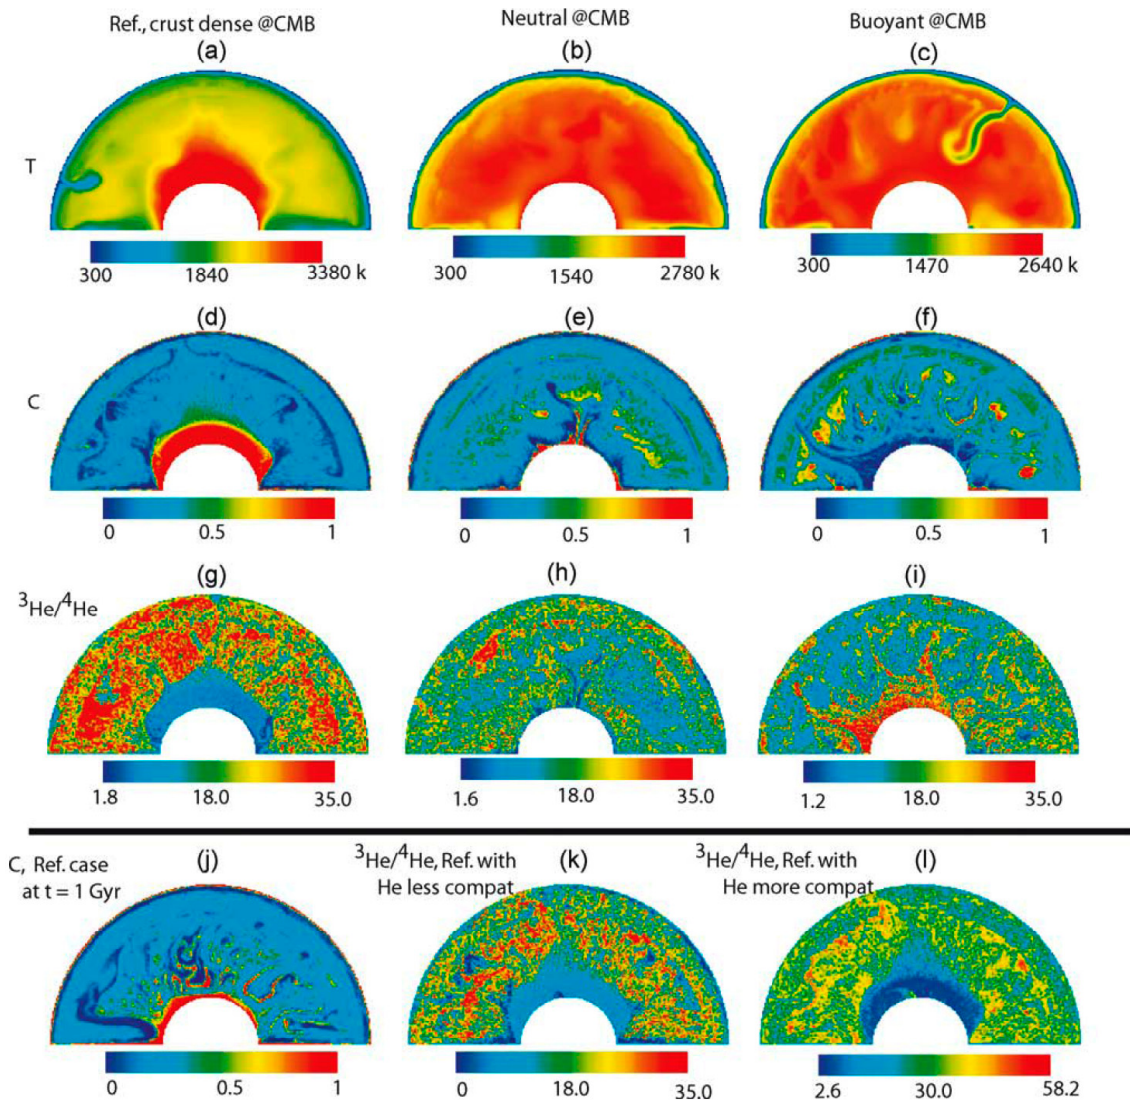 Ref., crust dense @CMB
Neutral @CMB
Buoyant @CMB
(a)
(b)
(c)
T
300 1840 3380 k
300 1540 2780 k
300 1470 2640 k
(d)
(e)
(f)
C
0 0.5 1
0 0.5 1
0 0.5 1
(g)
(h)
(i)
³He/⁴He
1.8 18.0 35.0
1.6 18.0 35.0
1.2 18.0 35.0
C, Ref. case
at t = 1 Gyr
(j)
³He/⁴He, Ref. with
He less compat.
(k)
³He/⁴He, Ref. with
He more compat.
(l)
0 0.5 1
0 18.0 35.0
2.6 30.0 58.2